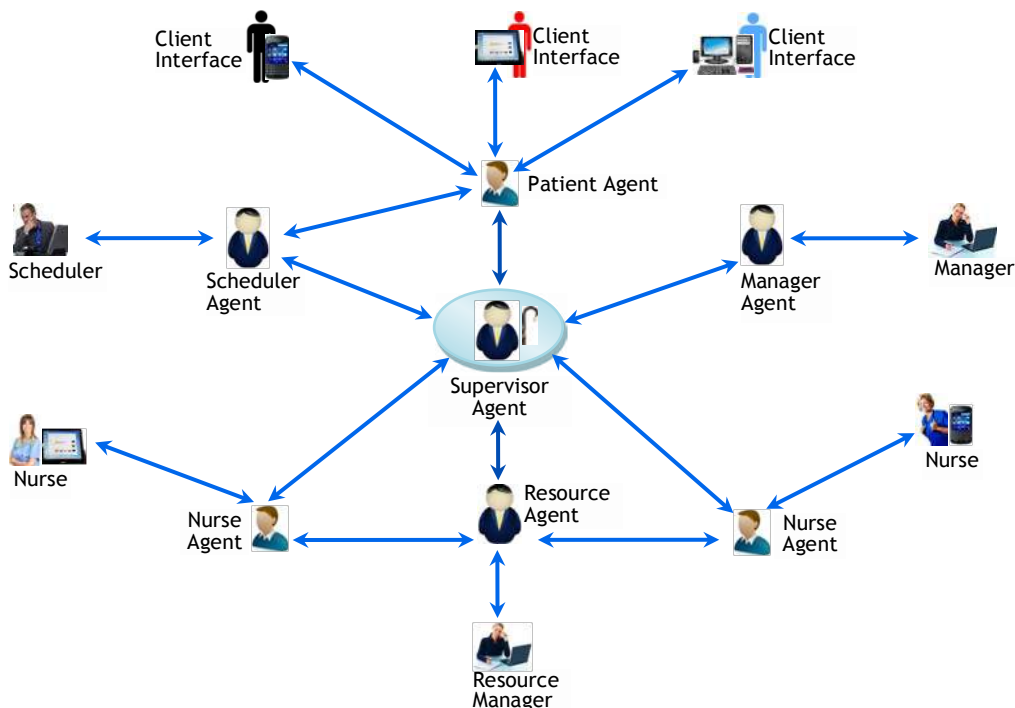 Client
Interface
Client
Interface
Client
Interface
Patient Agent
Scheduler
Scheduler
Agent
Manager
Agent
Manager
Supervisor
Agent
Nurse
Nurse
Resource
Agent
Nurse
Agent
Nurse
Agent
Resource
Manager